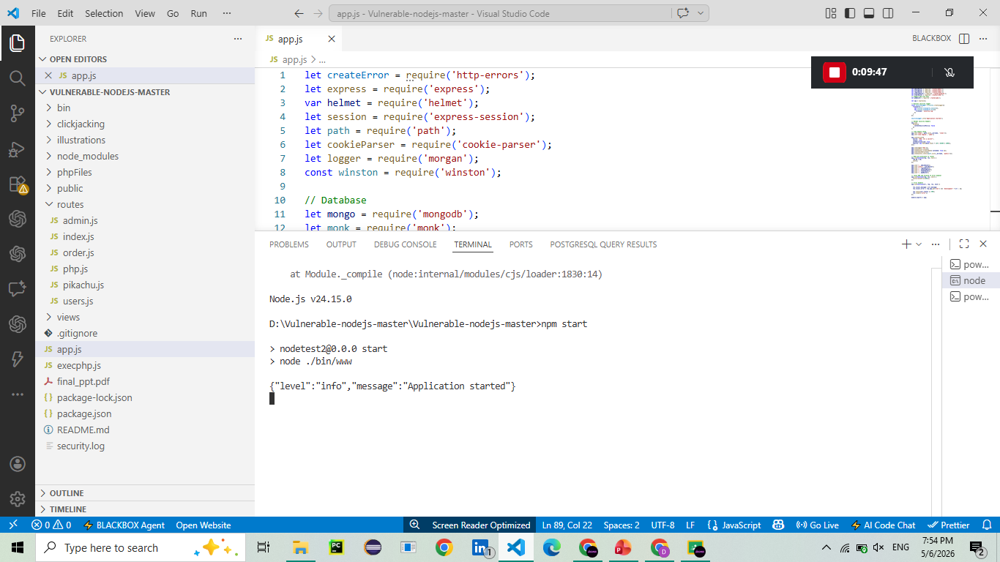 File Edit Selection View Go Run ···
app.js - Vulnerable-nodejs-master - Visual Studio Code
EXPLORER ···
OPEN EDITORS
JS app.js
VULNERABLE-NODEJS-MASTER
bin
clickjacking
illustrations
node_modules
phpFiles
public
routes
JS admin.js
JS index.js
JS order.js
JS php.js
JS pikachu.js
JS users.js
views
.gitignore
JS app.js
JS execphp.js
final_ppt.pdf
{} package-lock.json
{} package.json
README.md
security.log
OUTLINE
TIMELINE
JS app.js
BLACKBOX
JS app.js > ...
0:09:47
1 let createError = require('http-errors');
2 let express = require('express');
3 var helmet = require('helmet');
4 let session = require('express-session');
5 let path = require('path');
6 let cookieParser = require('cookie-parser');
7 let logger = require('morgan');
8 const winston = require('winston');
9
10 // Database
11 let mongo = require('mongodb');
12 let monk = require('monk');
PROBLEMS OUTPUT DEBUG CONSOLE TERMINAL PORTS POSTGRESQL QUERY RESULTS
at Module._compile (node:internal/modules/cjs/loader:1830:14)
Node.js v24.15.0
D:\Vulnerable-nodejs-master\Vulnerable-nodejs-master>npm start
> nodetest2@0.0.0 start
> node ./bin/www
{"level":"info","message":"Application started"}
pow...
node
pow...
0 0 BLACKBOX Agent Open Website Screen Reader Optimized Ln 89, Col 22 Spaces: 2 UTF-8 LF {} JavaScript Go Live AI Code Chat Prettier
Type here to search
1
ENG
7:54 PM
5/6/2026
2